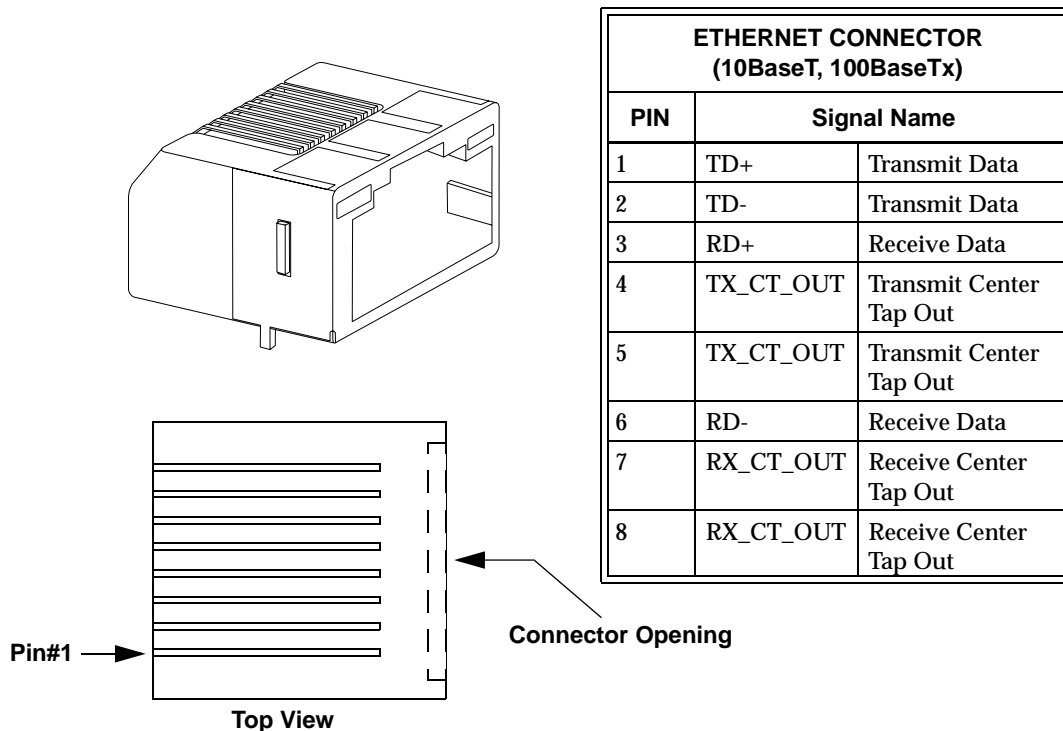 ETHERNET CONNECTOR
(10BaseT, 100BaseTx)
PIN Signal Name
1 TD+ Transmit Data
2 TD- Transmit Data
3 RD+ Receive Data
4 TX_CT_OUT Transmit Center
Tap Out
5 TX_CT_OUT Transmit Center
Tap Out
6 RD- Receive Data
7 RX_CT_OUT Receive Center
Tap Out
8 RX_CT_OUT Receive Center
Tap Out
Connector Opening
Pin#1
Top View